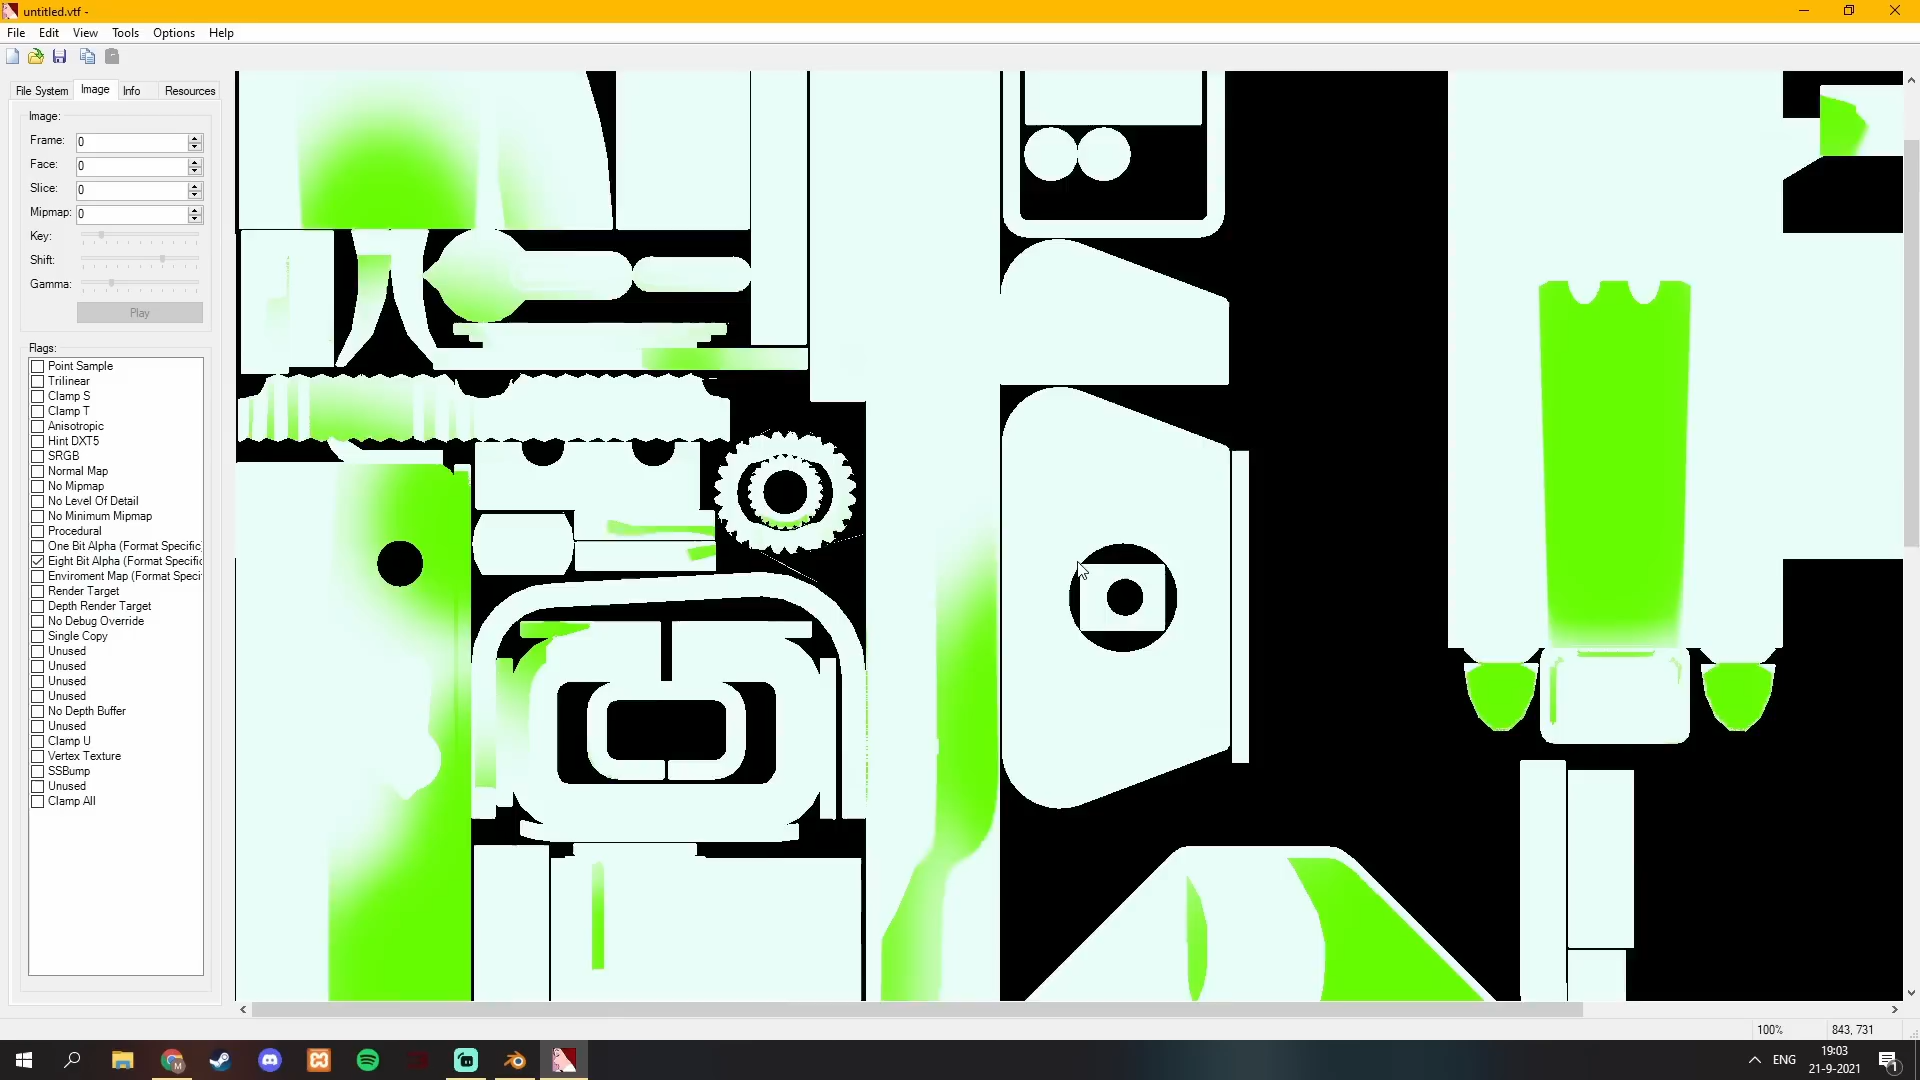 untitled.vtf -
File Edit View Tools Options Help
File System Image Info Resources
Image:
Frame: 0
Face: 0
Slice: 0
Mipmap: 0
Key:
Shift:
Gamma:
Play
Flags:
Point Sample
Trilinear
Clamp S
Clamp T
Anisotropic
Hint DXT5
SRGB
Normal Map
No Mipmap
No Level Of Detail
No Minimum Mipmap
Procedural
One Bit Alpha (Format Specific
Eight Bit Alpha (Format Specific
Enviroment Map (Format Speci
Render Target
Depth Render Target
No Debug Override
Single Copy
Unused
Unused
Unused
Unused
No Depth Buffer
Unused
Clamp U
Vertex Texture
SSBump
Unused
Clamp All
100% 843, 731
ENG 19:03
21-9-2021
1